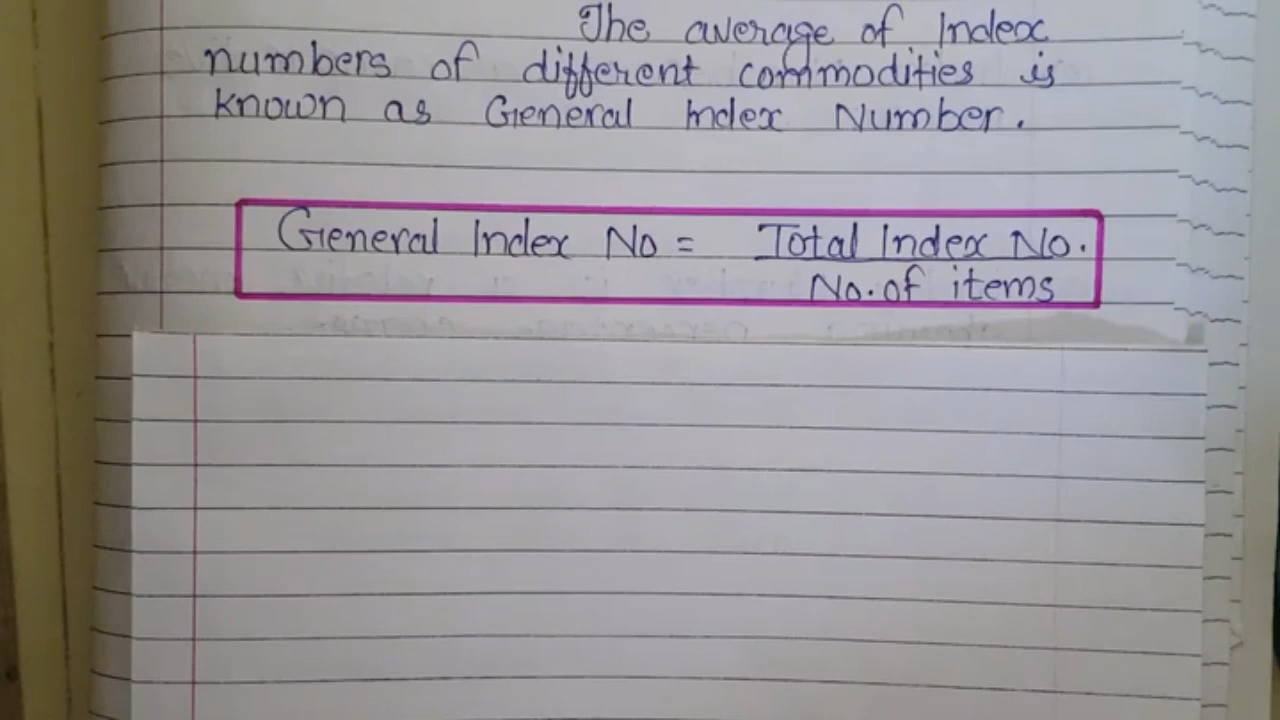 The average of Index
numbers of different commodities is
known as General Index Number.
General Index No = Total Index No.
No. of items